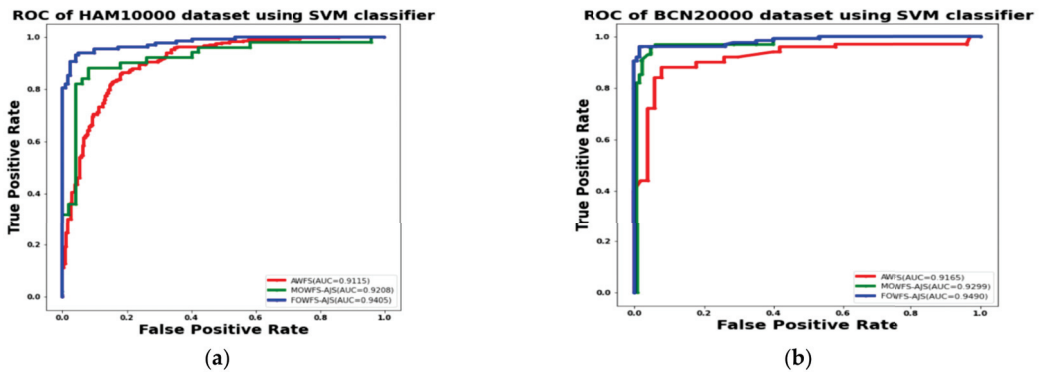 ROC of HAM10000 dataset using SVM classifier
True Positive Rate
1.0
0.8
0.6
0.4
0.2
0.0
0.0 0.2 0.4 0.6 0.8 1.0
AWFS(AUC=0.9115)
MOWFS-AJS(AUC=0.9208)
FOWFS-AJS(AUC=0.9405)
False Positive Rate
(a)
ROC of BCN20000 dataset using SVM classifier
True Positive Rate
1.0
0.8
0.6
0.4
0.2
0.0
0.0 0.2 0.4 0.6 0.8 1.0
AWFS(AUC=0.9165)
MOWFS-AJS(AUC=0.9299)
FOWFS-AJS(AUC=0.9490)
False Positive Rate
(b)